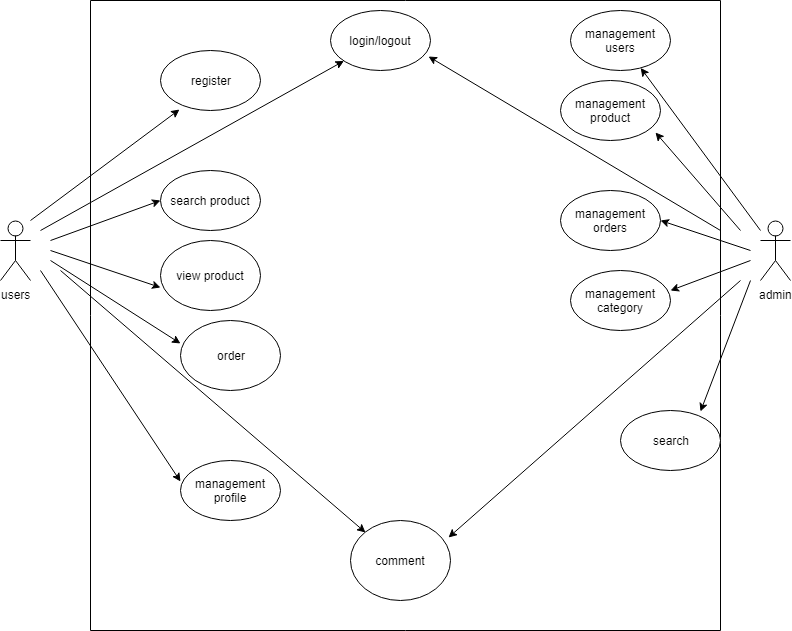 login/logout
management
users
register
management
product
search product
management
orders
view product
users
admin
management
category
order
search
management
profile
comment